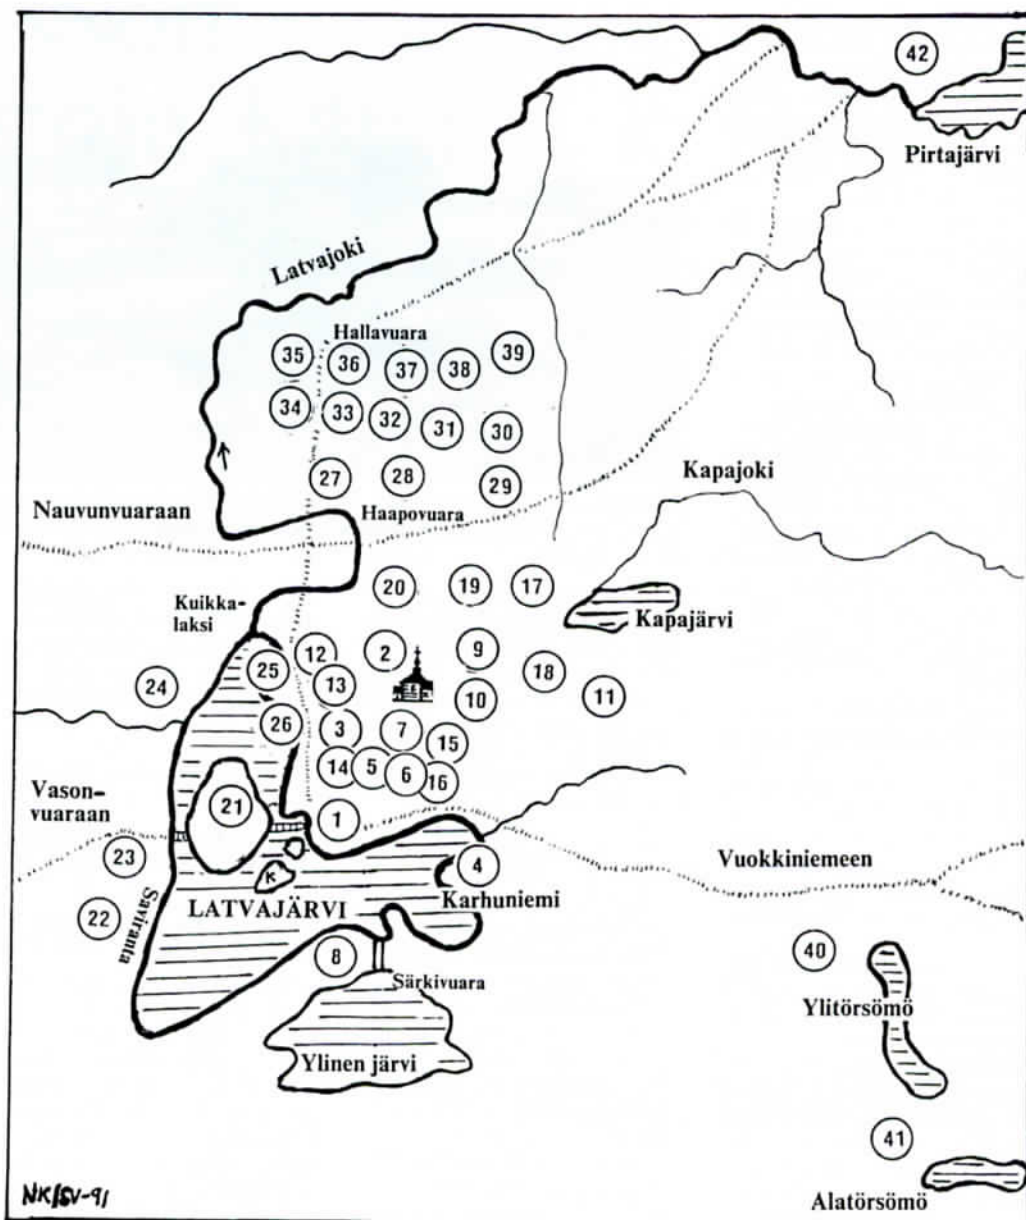 42
Pirtajärvi
Latvajoki
Hallavuara
35 36 37 38 39
34 33 32 31 30
27 28 29
Kapajoki
Nauvunvuaraan
Haapovuara
20 19 17
Kuikka-
laksi
Kapajärvi
12 2 9
25 18
24 13 10 11
26 3 7 15
14 5 6 16
Vason-
vuaraan
21
1
23
Vuokkiniemeen
4
K
22
Saviranta
LATVAJÄRVI
Karhuniemi
8
40
Särkivuara
Ylitörsömö
Ylinen järvi
41
NK/SV-91
Alatörsömö